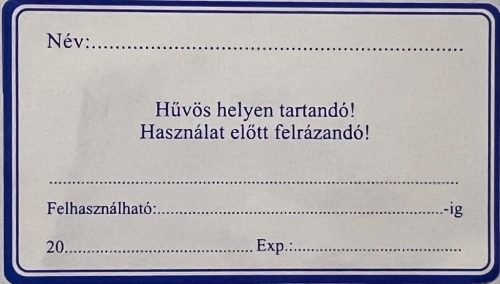 Név:......................................................................
Hűvös helyen tartandó!
Használat előtt felrázandó!
................................................................................
Felhasználható:.......................................................-ig
20.................................... Exp.:................................